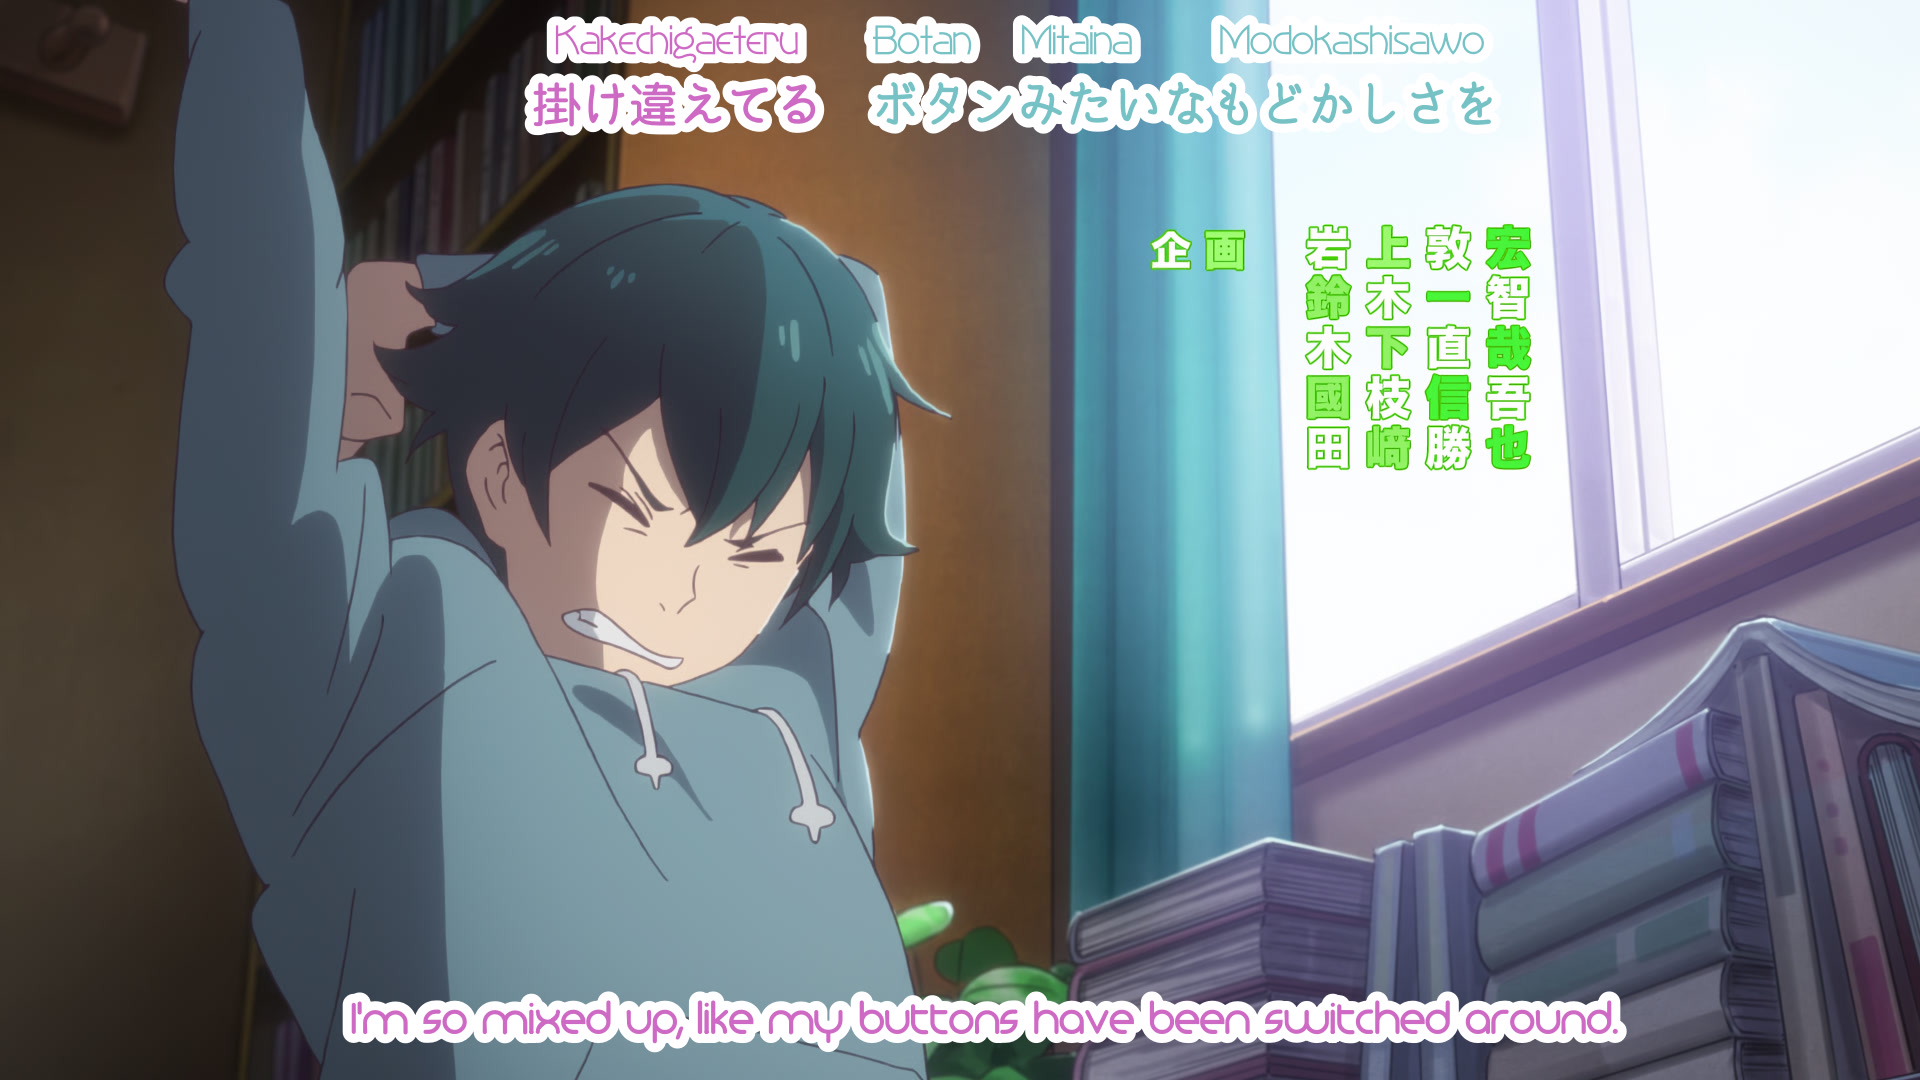 Kakechigaeteru Botan Mitaina Modokashisawo
掛け違えてる ボタンみたいなもどかしさを
企画 岩上敦宏
鈴木一智
木下直哉
國枝信吾
田﨑勝也
I'm so mixed up, like my buttons have been switched around.